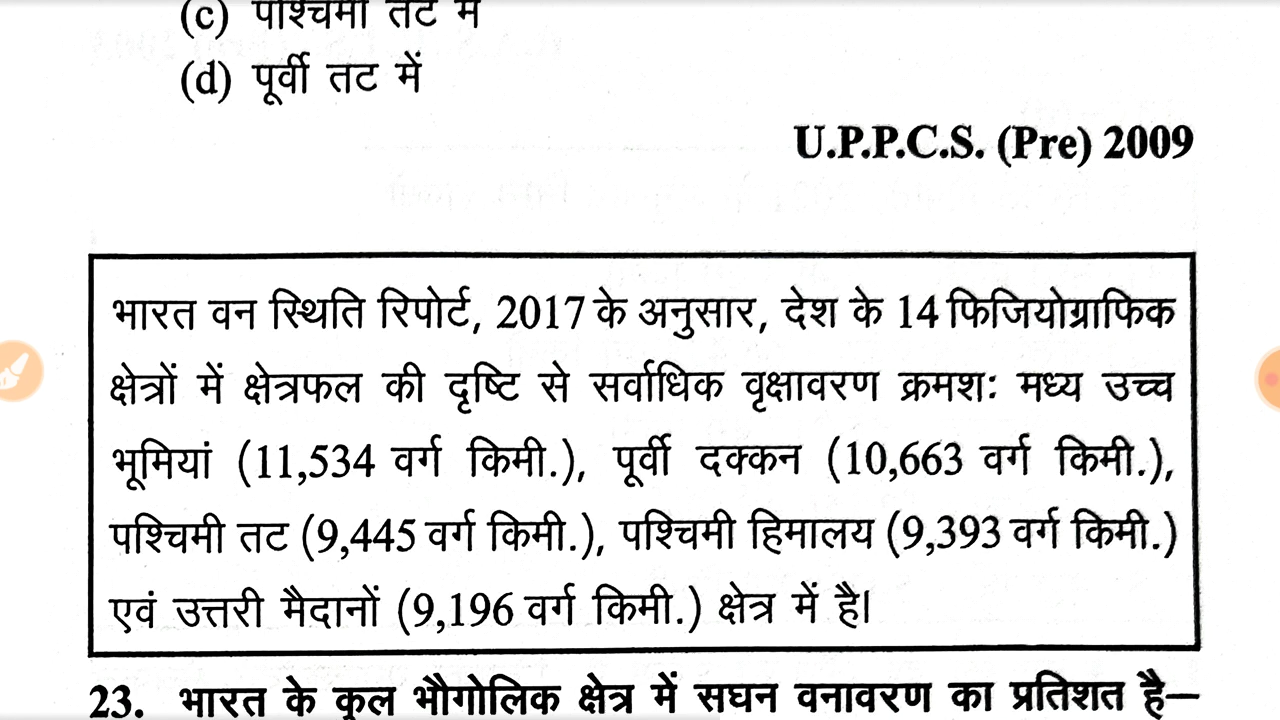 (c) पश्चिमी तट में
(d) पूर्वी तट में
U.P.P.C.S. (Pre) 2009
भारत वन स्थिति रिपोर्ट, 2017 के अनुसार, देश के 14 फिजियोग्राफिक
क्षेत्रों में क्षेत्रफल की दृष्टि से सर्वाधिक वृक्षावरण क्रमशः मध्य उच्च
भूमियां (11,534 वर्ग किमी.), पूर्वी दक्कन (10,663 वर्ग किमी.),
पश्चिमी तट (9,445 वर्ग किमी.), पश्चिमी हिमालय (9,393 वर्ग किमी.)
एवं उत्तरी मैदानों (9,196 वर्ग किमी.) क्षेत्र में है।
23. भारत के कुल भौगोलिक क्षेत्र में सघन वनावरण का प्रतिशत है—